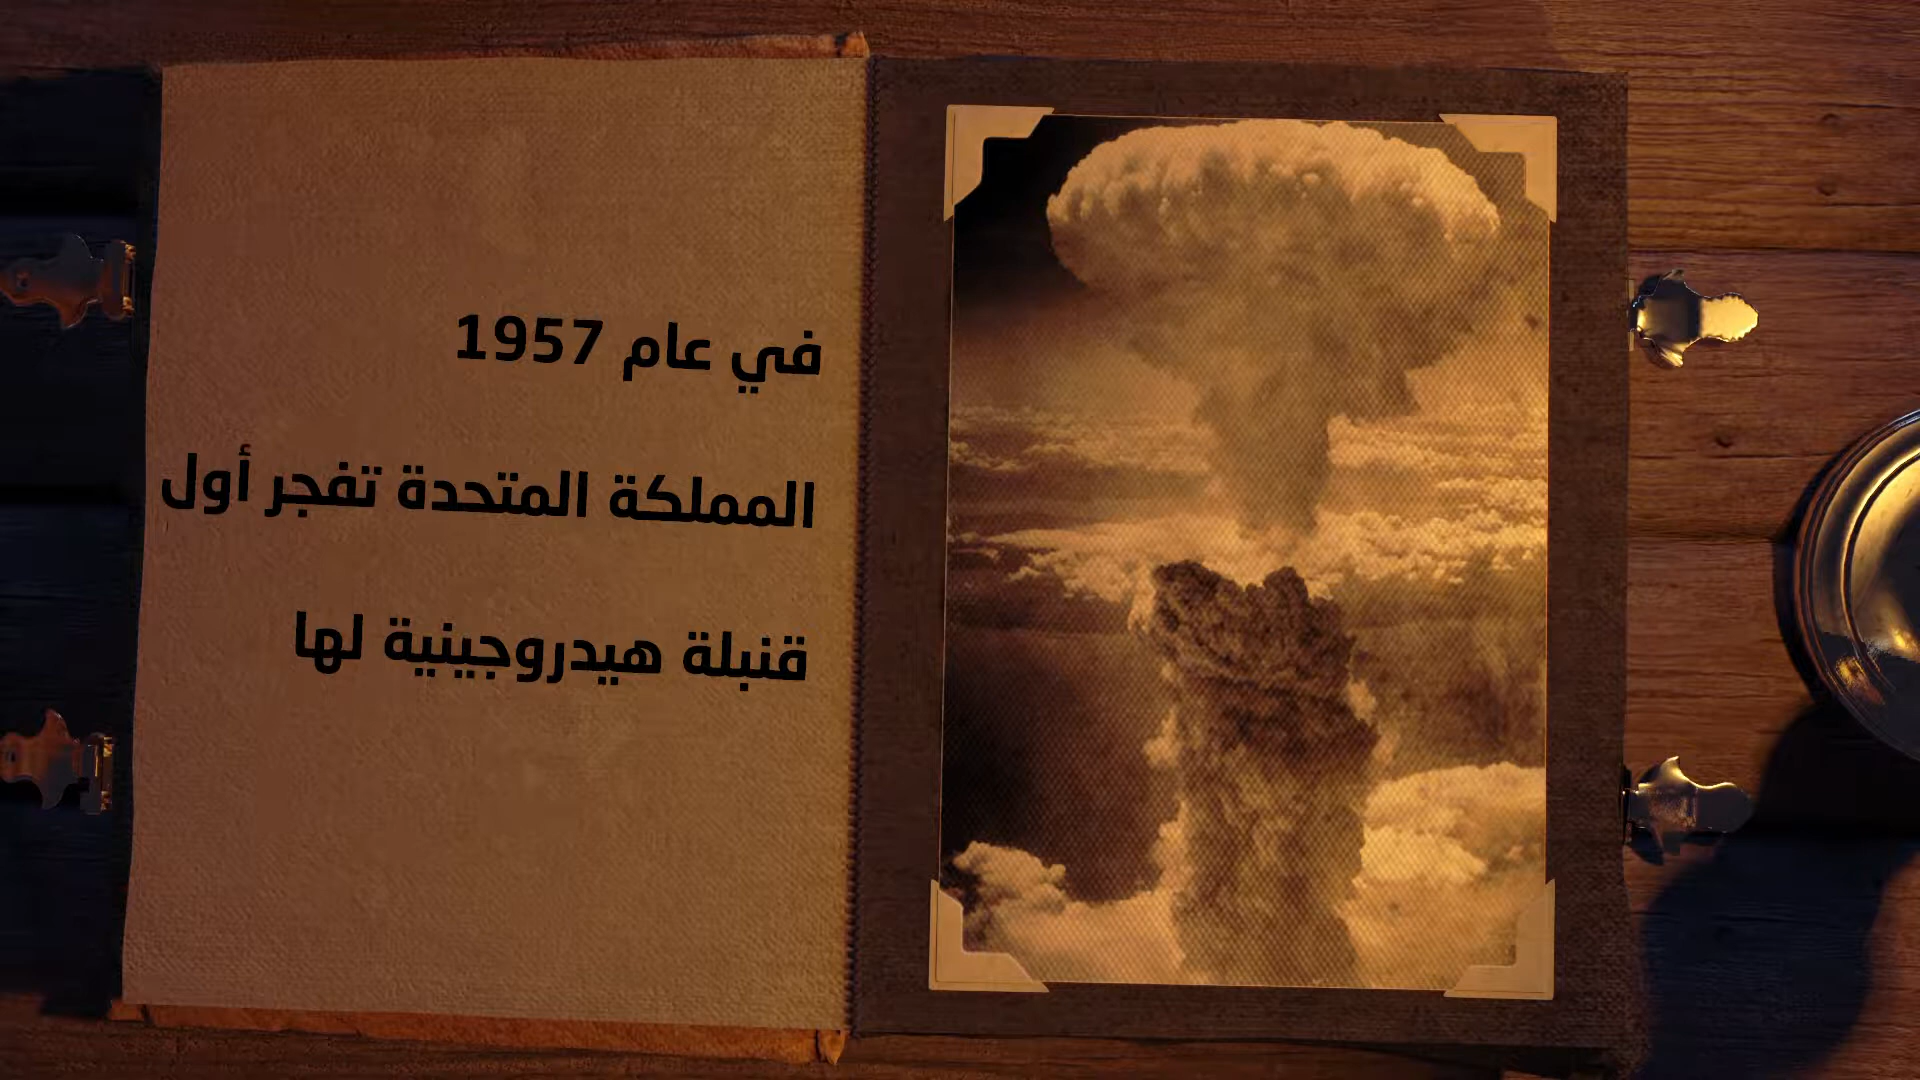 في عام 1957
المملكة المتحدة تفجر أول
قنبلة هيدروجينية لها